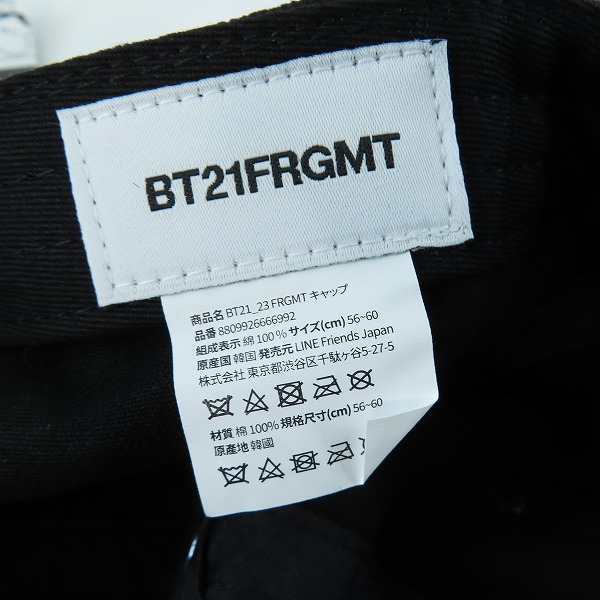 BT21FRGMT
商品名 BT21_23 FRGMT キャップ
品番 8809926666992
組成表示 綿 100% サイズ(cm) 56~60
原産国 韓国 発売元 LINE Friends Japan
株式会社 東京都渋谷区千駄ヶ谷5-27-5
材質 棉 100% 規格尺寸(cm) 56~60
原產地 韓國